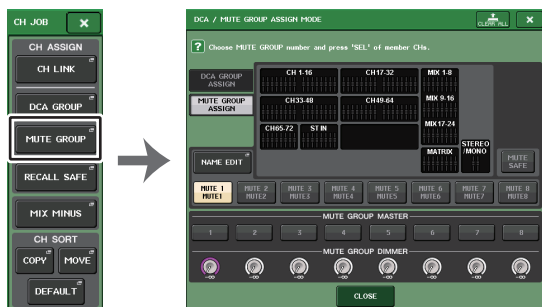 CH JOB
×
CH ASSIGN
CH LINK
DCA GROUP
MUTE GROUP
RECALL SAFE
MIX MINUS
CH SORT
COPY MOVE
DEFAULT
DCA / MUTE GROUP ASSIGN MODE
CLEAR ALL
×
? Choose MUTE GROUP number and press 'SEL' of member CHs.
DCA GROUP
ASSIGN
MUTE GROUP
ASSIGN
NAME EDIT
CH 1-16 CH17-32 MIX 1-8
CH33-48 CH49-64 MIX 9-16
CH65-72 ST IN MIX17-24
MATRIX
STEREO
/MONO
MUTE
SAFE
MUTE 1 MUTE 2 MUTE 3 MUTE 4 MUTE 5 MUTE 6 MUTE 7 MUTE 8
MUTE1 MUTE2 MUTE3 MUTE4 MUTE5 MUTE6 MUTE7 MUTE8
MUTE GROUP MASTER
1 2 3 4 5 6 7 8
MUTE GROUP DIMMER
-∞ -∞ -∞ -∞ -∞ -∞ -∞ -∞
CLOSE